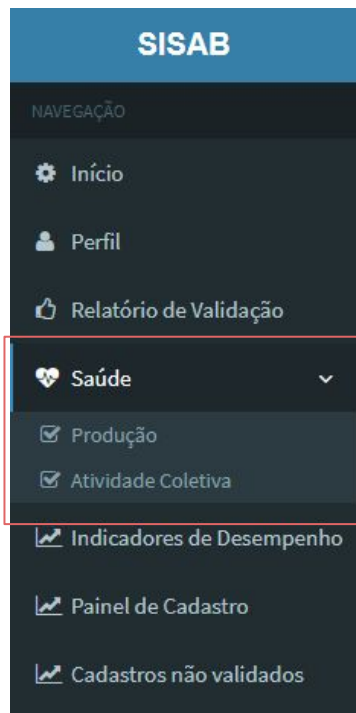 SISAB
NAVEGAÇÃO
Início
Perfil
Relatório de Validação
Saúde
Produção
Atividade Coletiva
Indicadores de Desempenho
Painel de Cadastro
Cadastros não validados